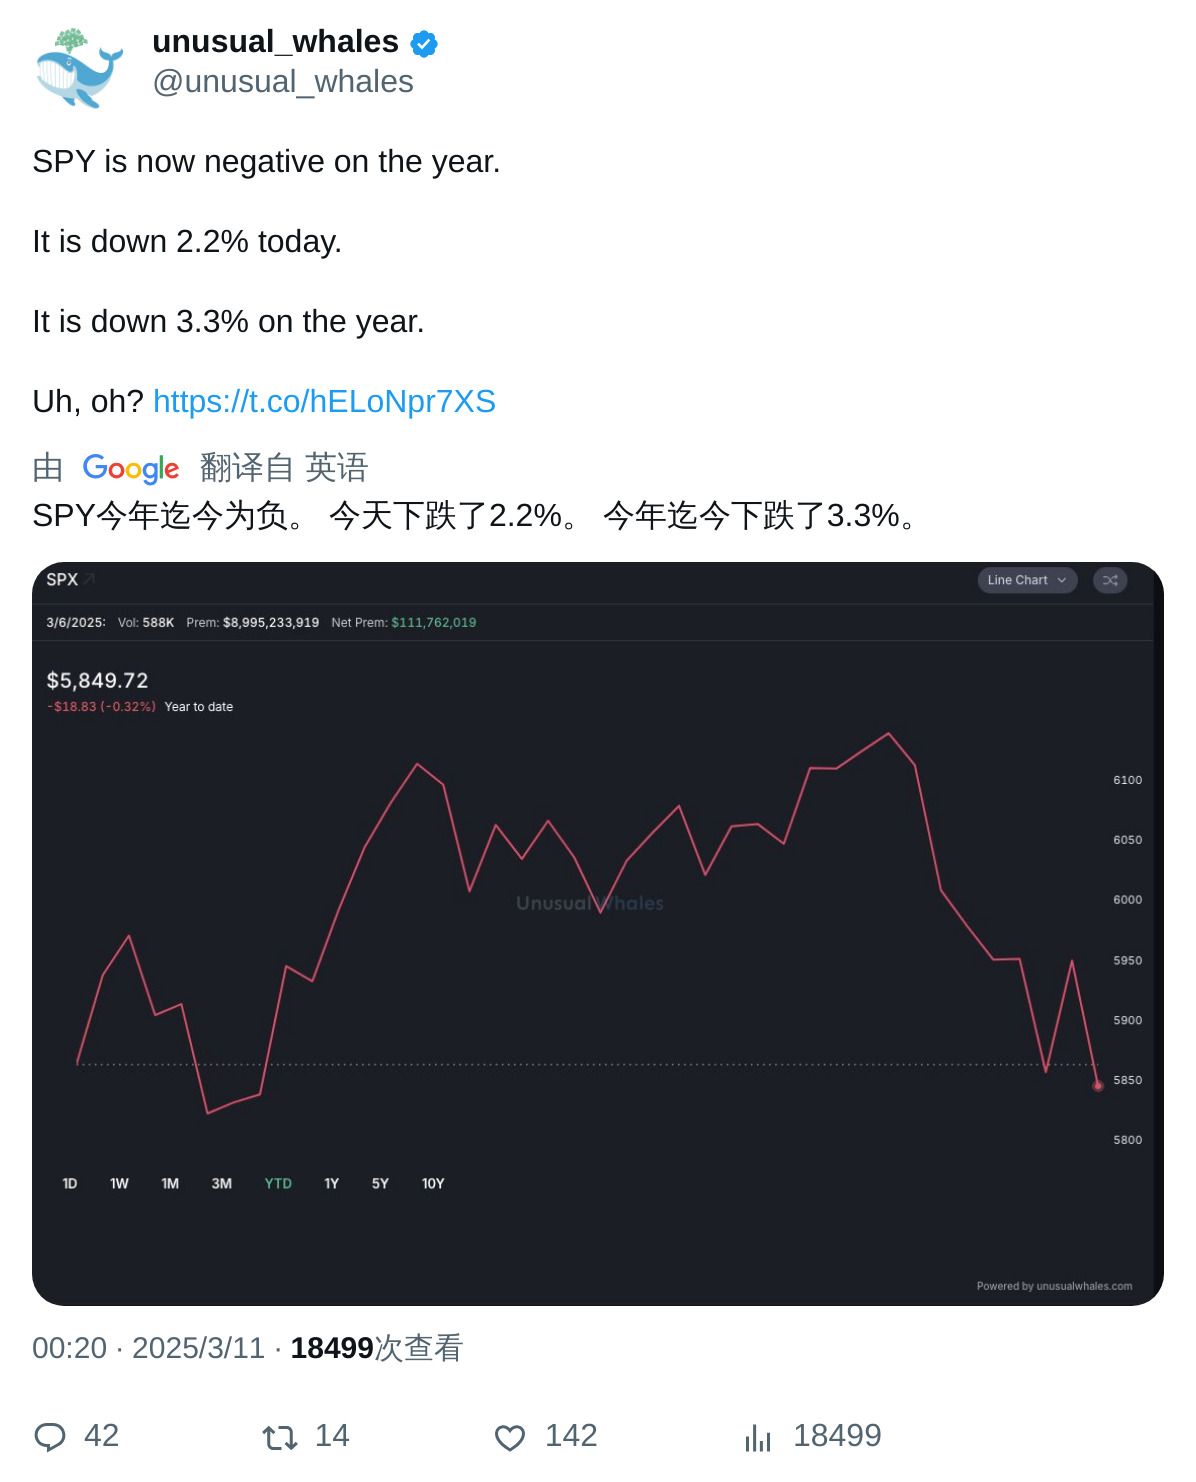 unusual_whales
@unusual_whales
SPY is now negative on the year.
It is down 2.2% today.
It is down 3.3% on the year.
Uh, oh? https://t.co/hELoNpr7XS
由 Google 翻译自 英语
SPY今年迄今为负。 今天下跌了2.2%。 今年迄今下跌了3.3%。
SPX
Line Chart
3/6/2025: Vol: 588K Prem: $8,995,233,919 Net Prem: $111,762,019
$5,849.72
-$18.83 (-0.32%) Year to date
6100
6050
6000
Unusual Whales
5950
5900
5850
5800
1D 1W 1M 3M YTD 1Y 5Y 10Y
Powered by unusualwhales.com
00:20 · 2025/3/11 · 18499次查看
42 14 142 18499